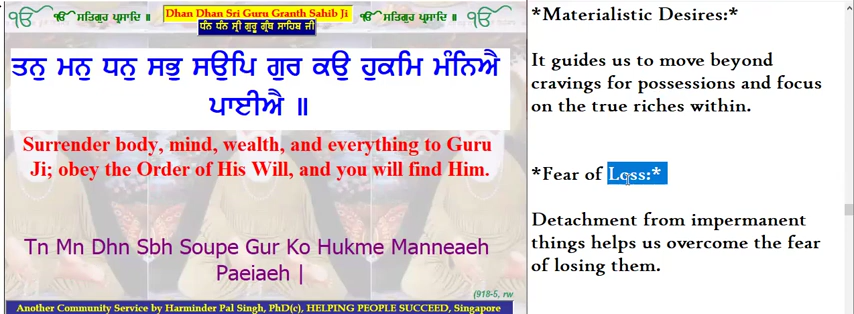 ੴ ਸਤਿਗੁਰ ਪ੍ਰਸਾਦਿ ॥
Dhan Dhan Sri Guru Granth Sahib Ji
ਧੰਨ ਧੰਨ ਸ੍ਰੀ ਗੁਰੂ ਗ੍ਰੰਥ ਸਾਹਿਬ ਜੀ
ੴ ਸਤਿਗੁਰ ਪ੍ਰਸਾਦਿ ॥
ਤਨੁ ਮਨੁ ਧਨੁ ਸਭੁ ਸਉਪਿ ਗੁਰ ਕਉ ਹੁਕਮਿ ਮੰਨਿਐ
ਪਾਈਐ ॥
Surrender body, mind, wealth, and everything to Guru
Ji; obey the Order of His Will, and you will find Him.
Tn Mn Dhn Sbh Soupe Gur Ko Hukme Manneaeh
Paeiaeh |
(918-5, rw
Another Community Service by Harminder Pal Singh, PhD(c), HELPING PEOPLE SUCCEED, Singapore
*Materialistic Desires:*
It guides us to move beyond
cravings for possessions and focus
on the true riches within.
*Fear of Loss:*
Detachment from impermanent
things helps us overcome the fear
of losing them.